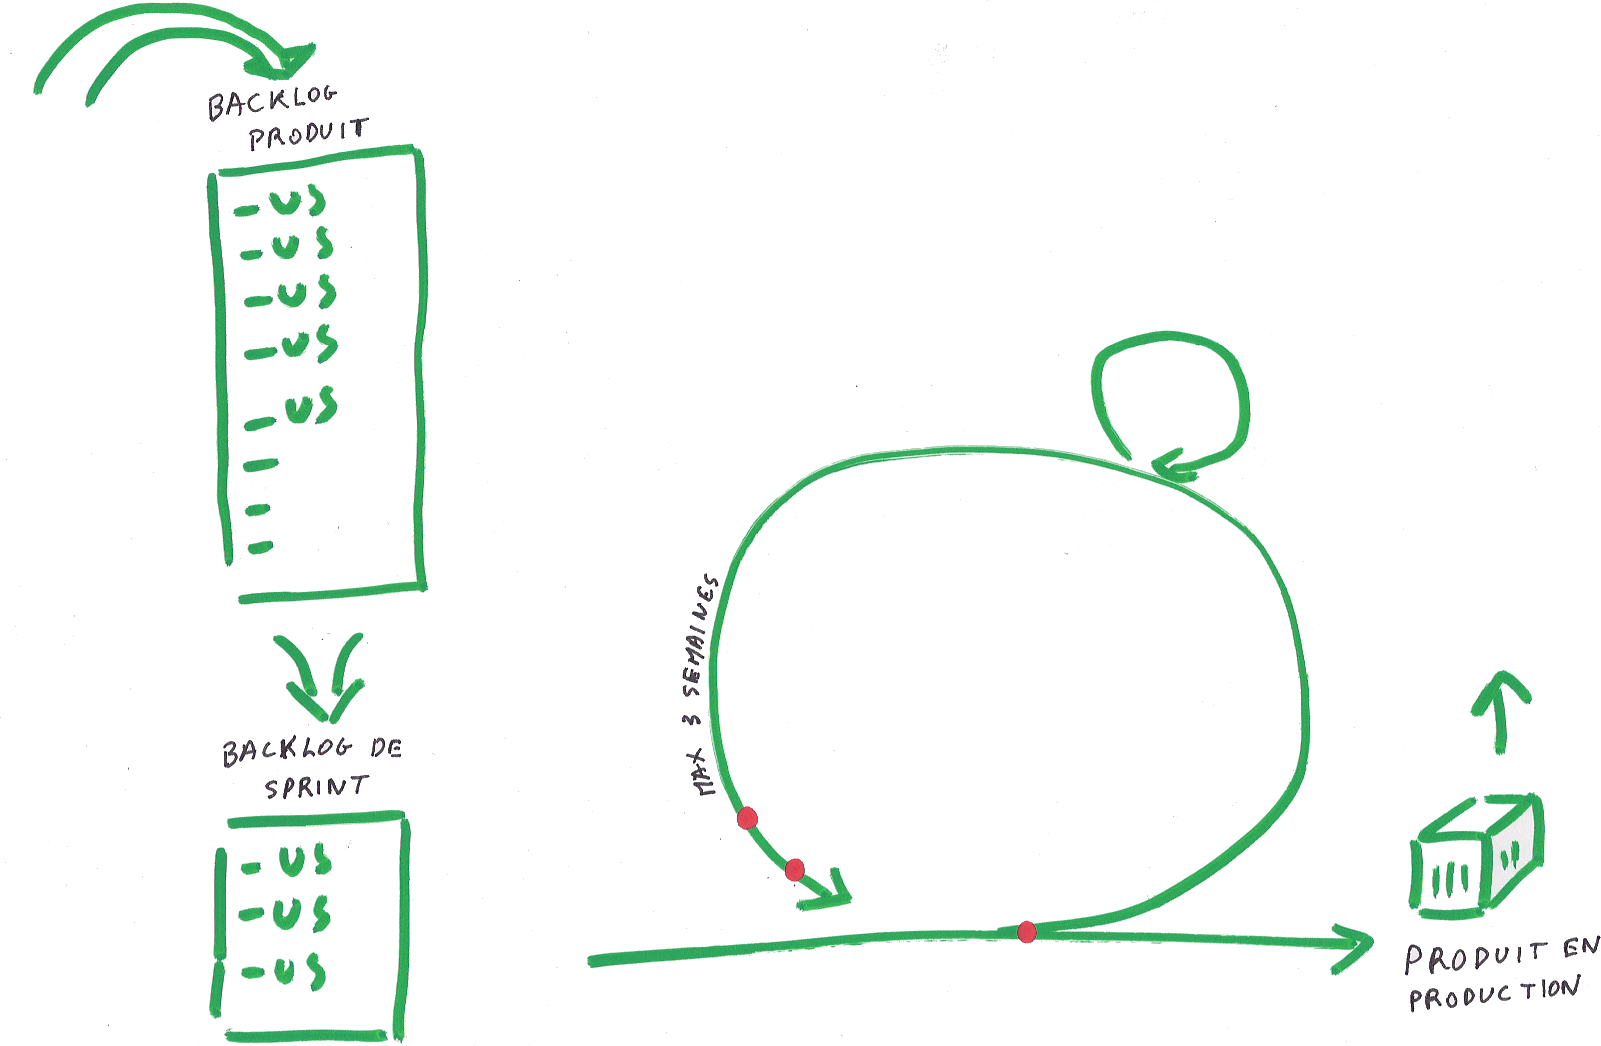 BACKLOG
PRODUIT
- US
- US
- US
- US
- US
-
-
-
BACKLOG DE
SPRINT
- US
- US
- US
MAX 3 SEMAINES
PRODUIT EN
PRODUCTION